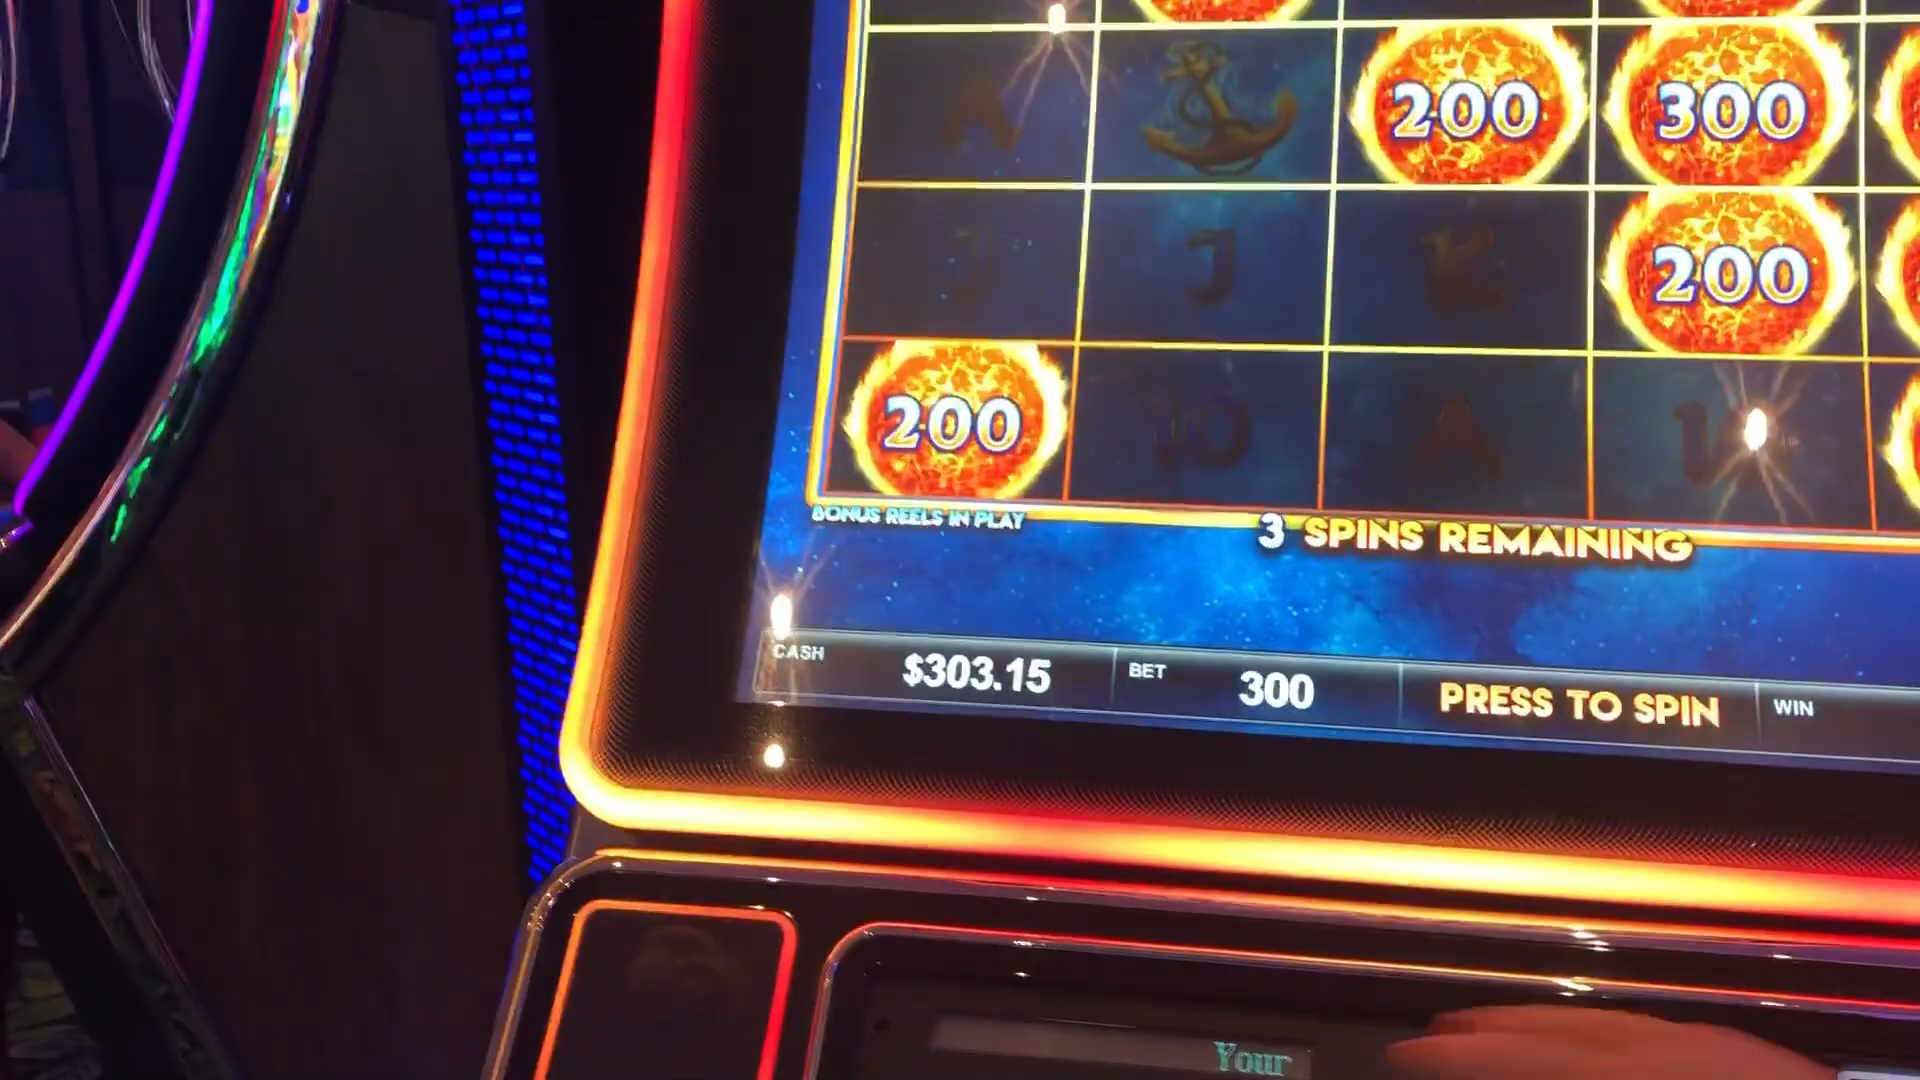 A 200 300
J J K 200
200 10 A
BONUS REELS IN PLAY 3 SPINS REMAINING
CASH $303.15 BET 300 PRESS TO SPIN WIN
Your